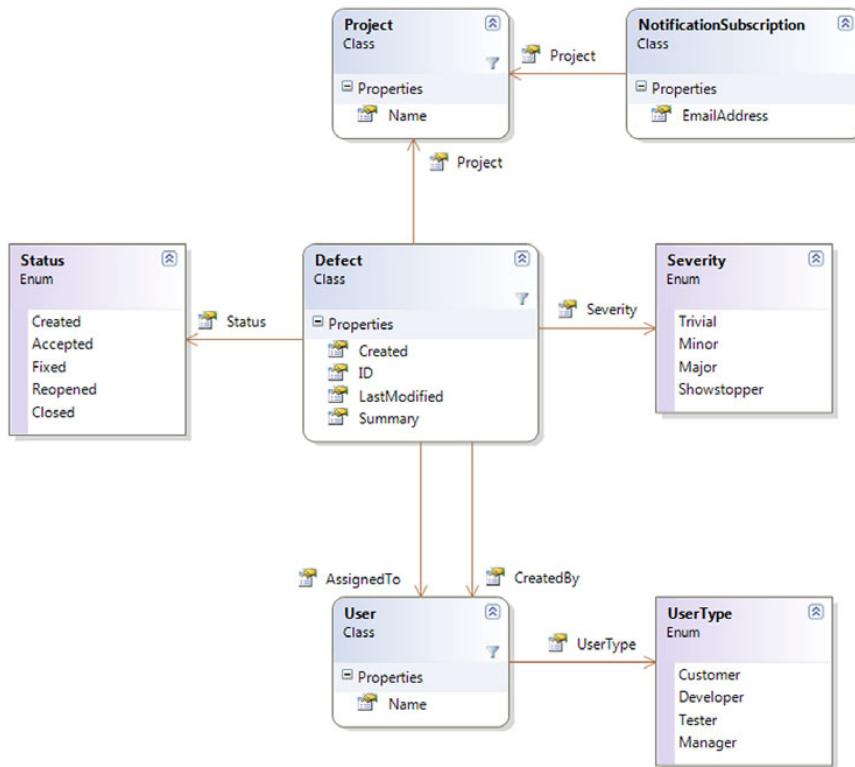 Project
Class
Properties
Name
Project
NotificationSubscription
Class
Properties
EmailAddress
Project
Status
Enum
Created
Accepted
Fixed
Reopened
Closed
Status
Defect
Class
Properties
Created
ID
LastModified
Summary
Severity
Severity
Enum
Trivial
Minor
Major
Showstopper
AssignedTo
CreatedBy
User
Class
Properties
Name
UserType
UserType
Enum
Customer
Developer
Tester
Manager